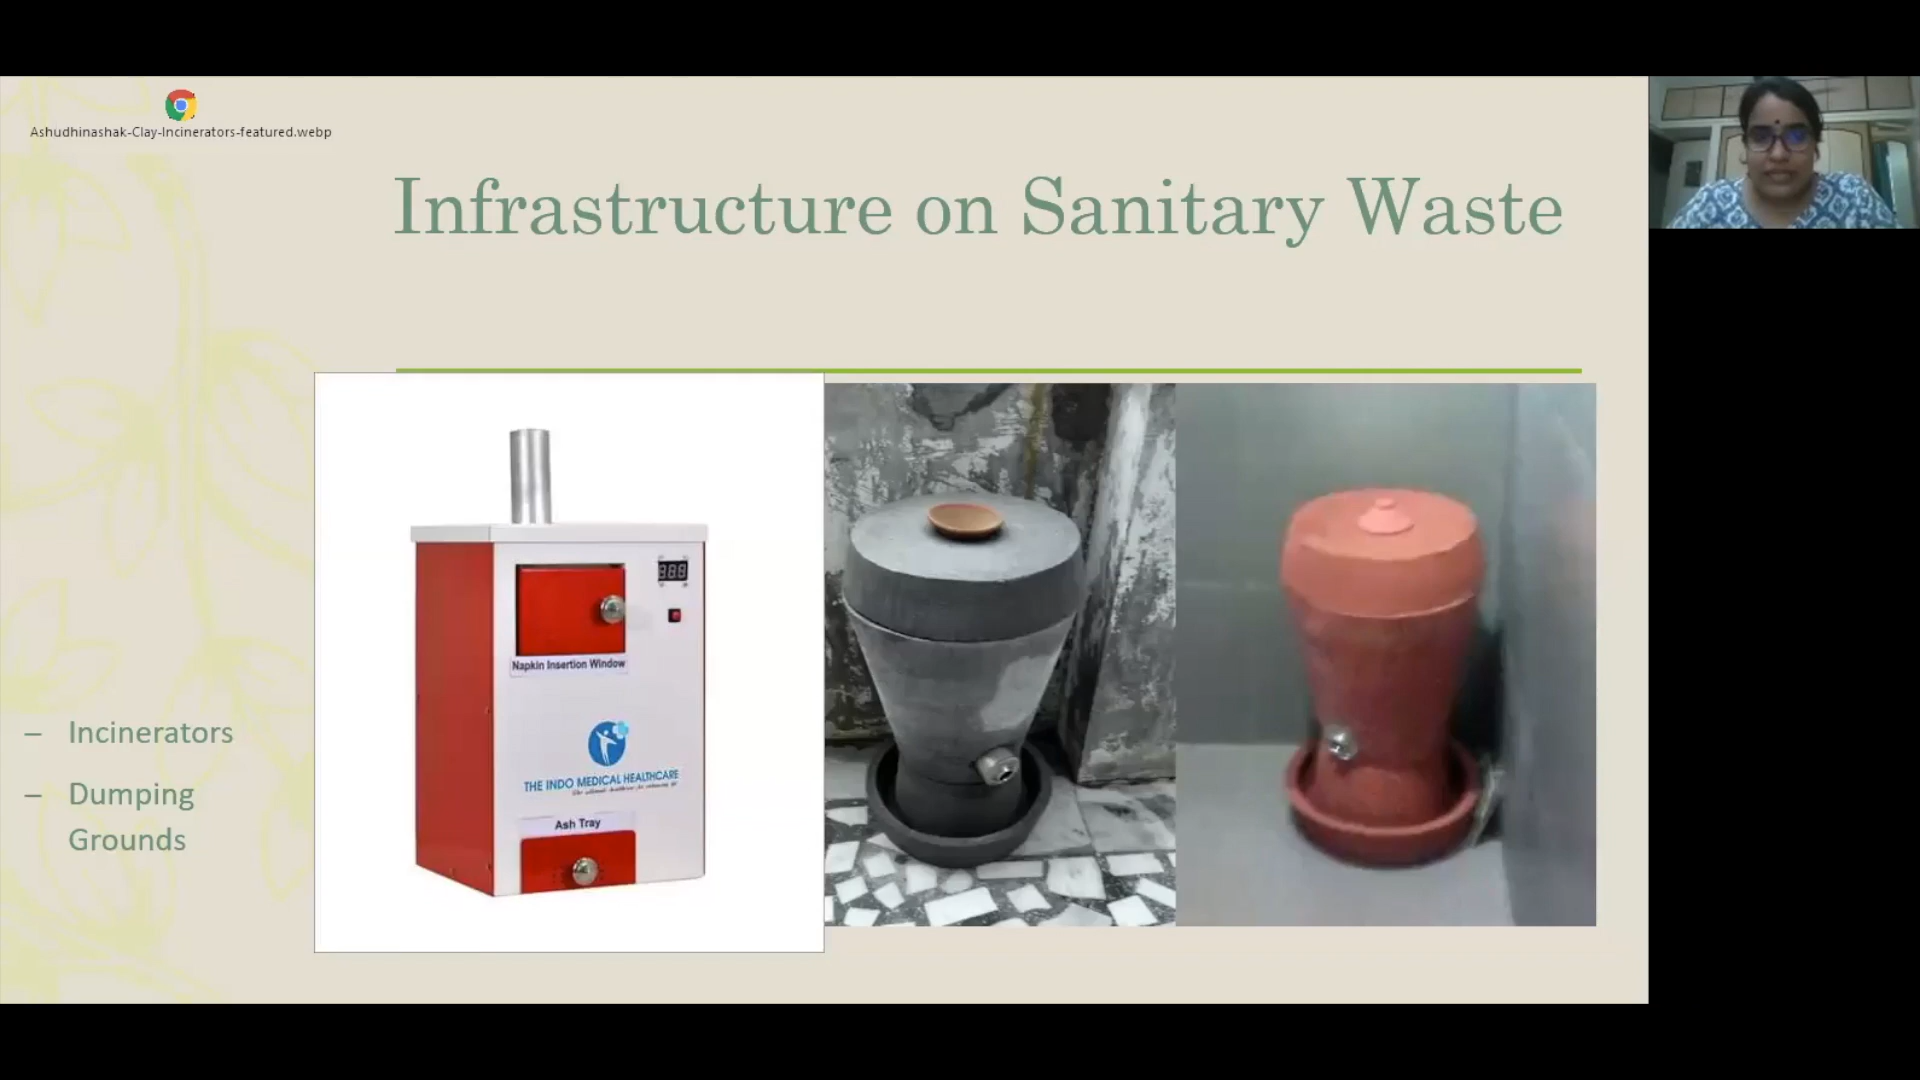 Ashudhinashak-Clay-Incinerators-featured.webp
Infrastructure on Sanitary Waste
– Incinerators
– Dumping
Grounds
888
Napkin Insertion Window
THE INDO MEDICAL HEALTHCARE
Ash Tray